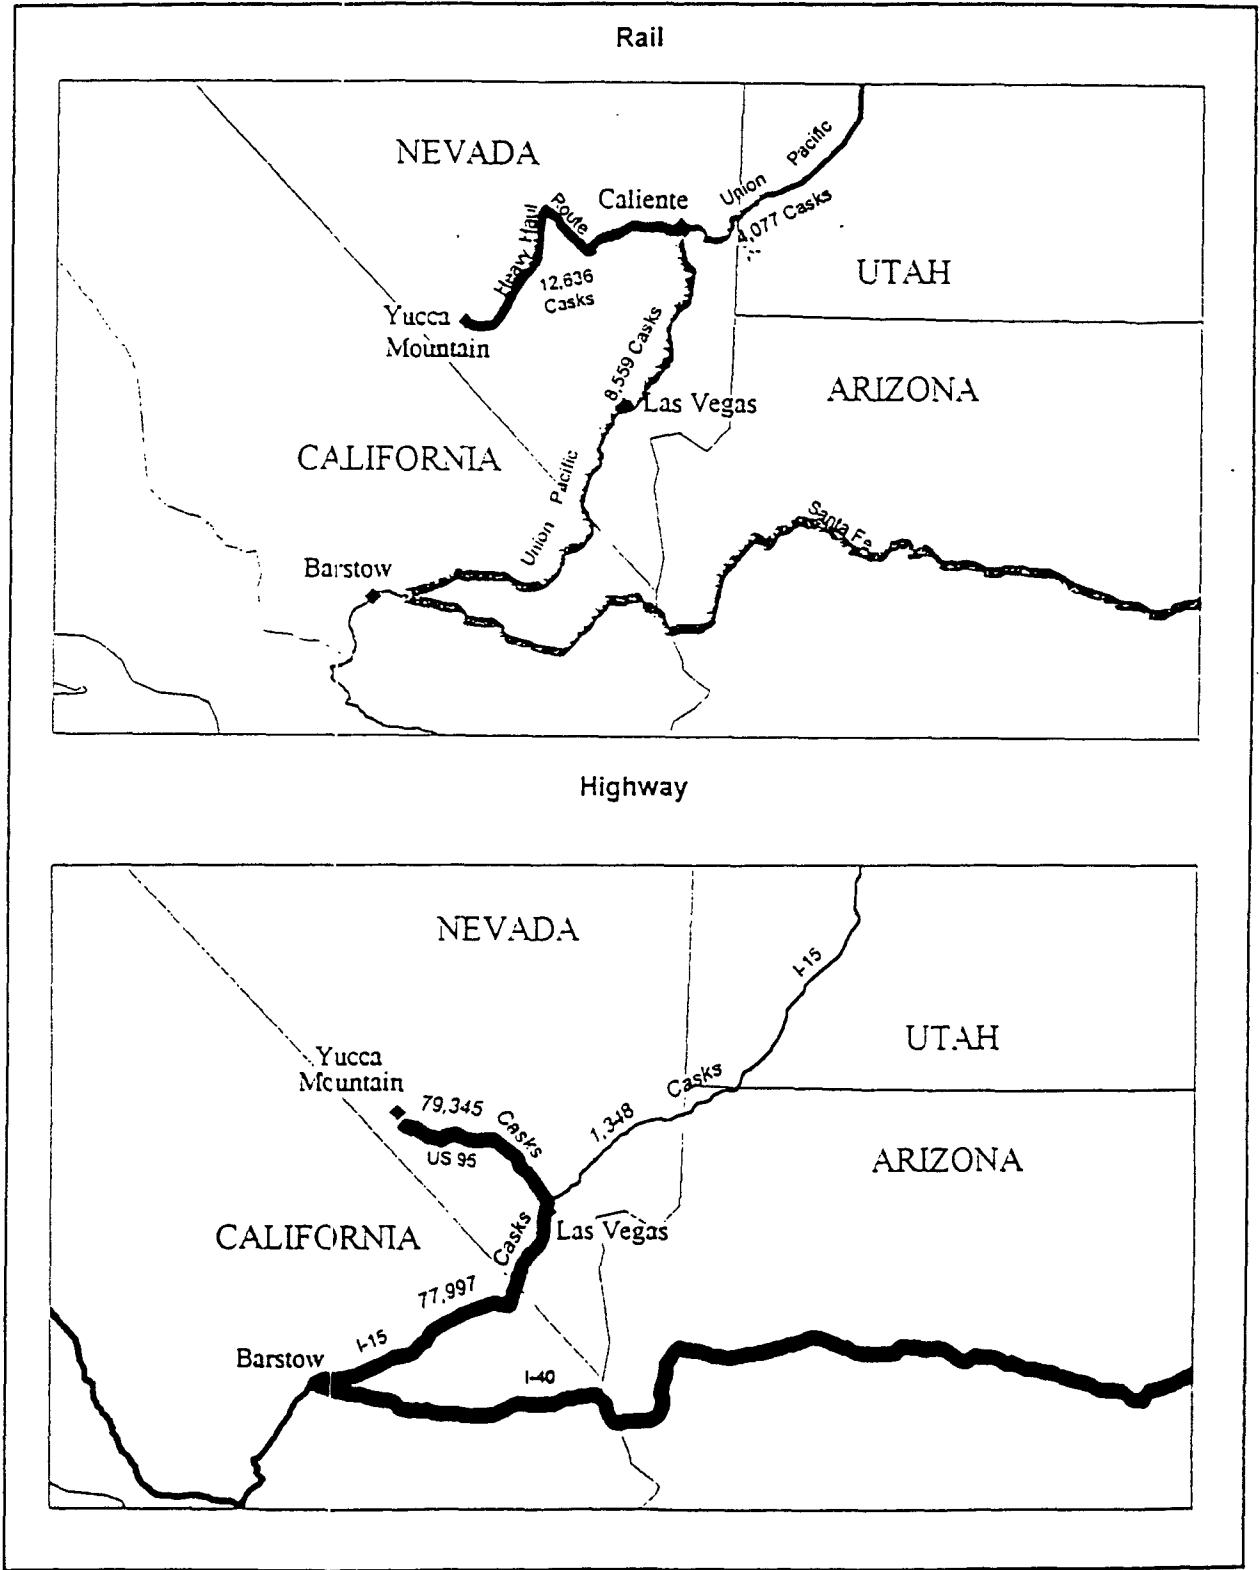 Rail
NEVADA
Union Pacific
4,077 Casks
Caliente
Heavy Haul Route
12,636
Casks
UTAH
Yucca
Mountain
8,559 Casks
Las Vegas
ARIZONA
CALIFORNIA
Union Pacific
Santa Fe
Barstow
Highway
NEVADA
I-15
UTAH
Yucca
Mountain
79,345 Casks
US 95
1,348 Casks
ARIZONA
CALIFORNIA
Las Vegas
77,997 Casks
I-15
Barstow
I-40